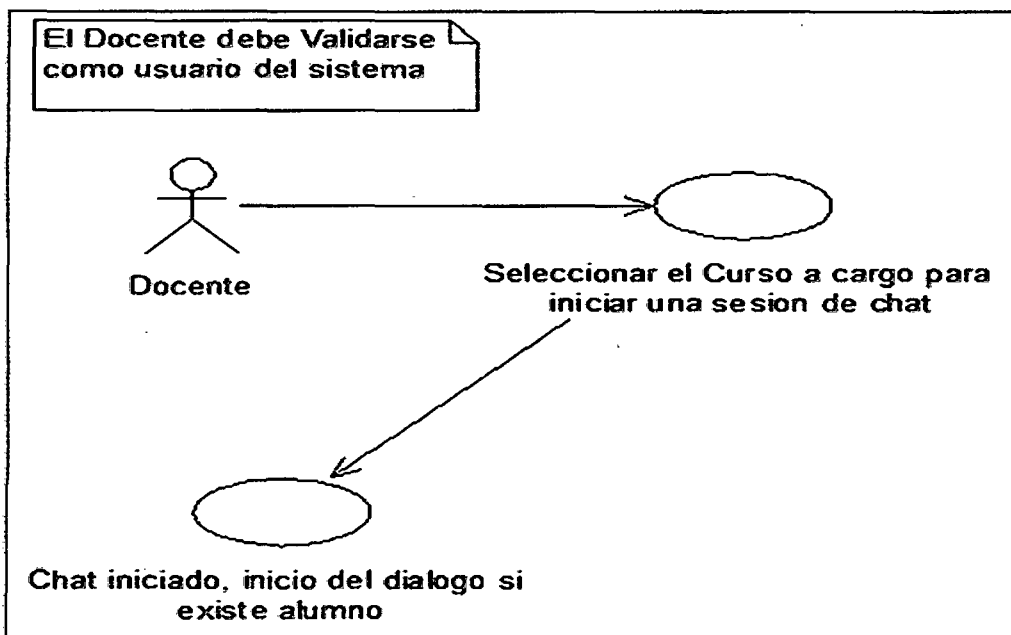 El Docente debe Validarse
como usuario del sistema
Docente
Seleccionar el Curso a cargo para
iniciar una sesion de chat
Chat iniciado, inicio del dialogo si
existe alumno